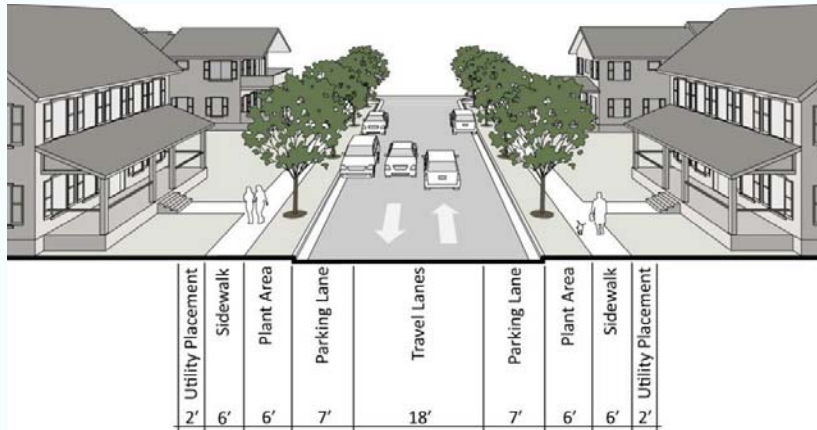 Utility Placement
Sidewalk
Plant Area
Parking Lane
Travel Lanes
Parking Lane
Plant Area
Sidewalk
Utility Placement
2' 6' 6' 7' 18' 7' 6' 6' 2'